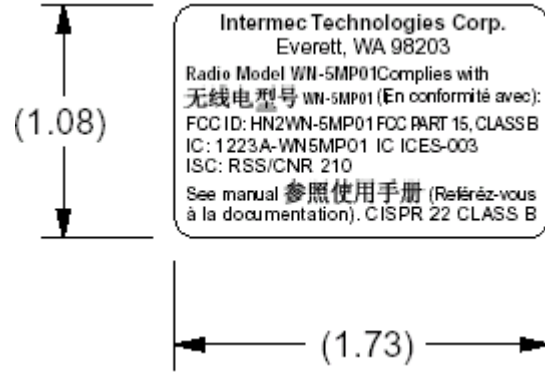 Intermec Technologies Corp.
Everett, WA 98203
Radio Model WN-5MP01Complies with
无线电型号 WN-5MP01 (En conformité avec):
FCC ID: HN2WN-5MP01 FCC PART 15, CLASS B
IC: 1223A-WN5MP01 IC ICES-003
ISC: RSS/CNR 210
See manual 参照使用手册 (Reféréz-vous
à la documentation). CISPR 22 CLASS B
(1.08)
(1.73)